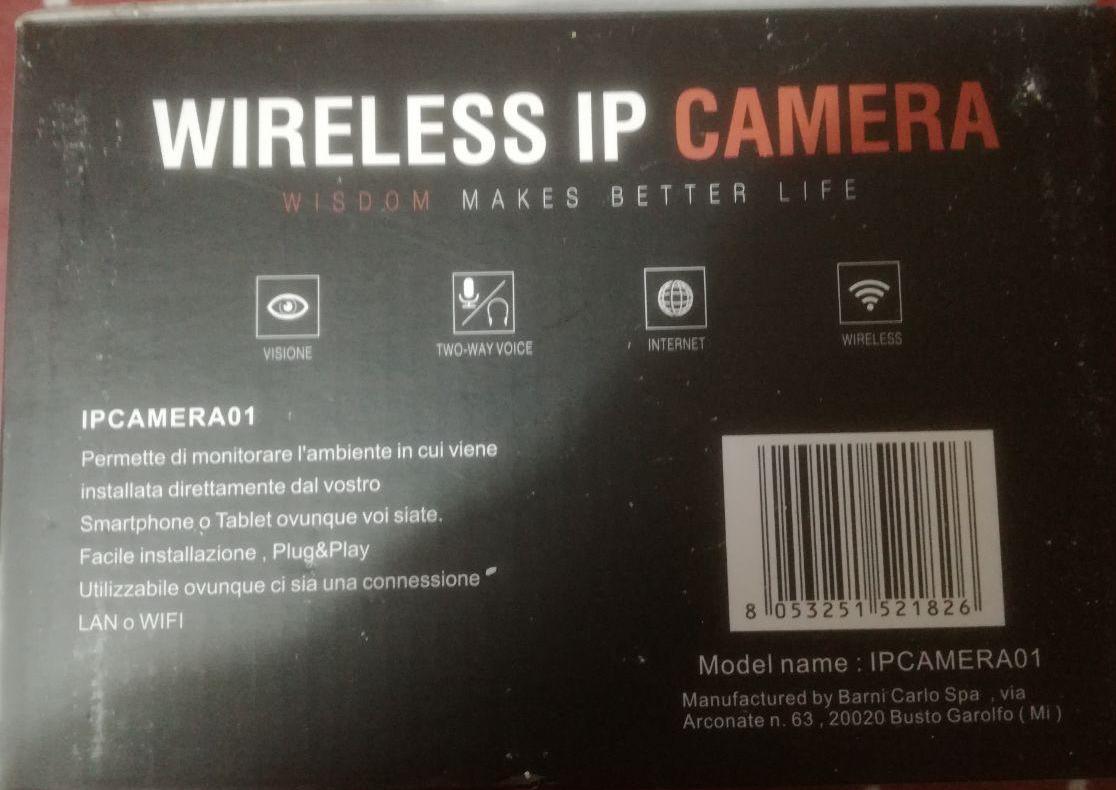 WIRELESS IP CAMERA
WISDOM MAKES BETTER LIFE
VISIONE
TWO-WAY VOICE
INTERNET
WIRELESS
IPCAMERA01
Permette di monitorare l'ambiente in cui viene
installata direttamente dal vostro
Smartphone o Tablet ovunque voi siate.
Facile installazione , Plug&Play
Utilizzabile ovunque ci sia una connessione
LAN o WIFI
8 053251 521826
Model name : IPCAMERA01
Manufactured by Barni Carlo Spa , via
Arconate n. 63 , 20020 Busto Garolfo ( Mi )